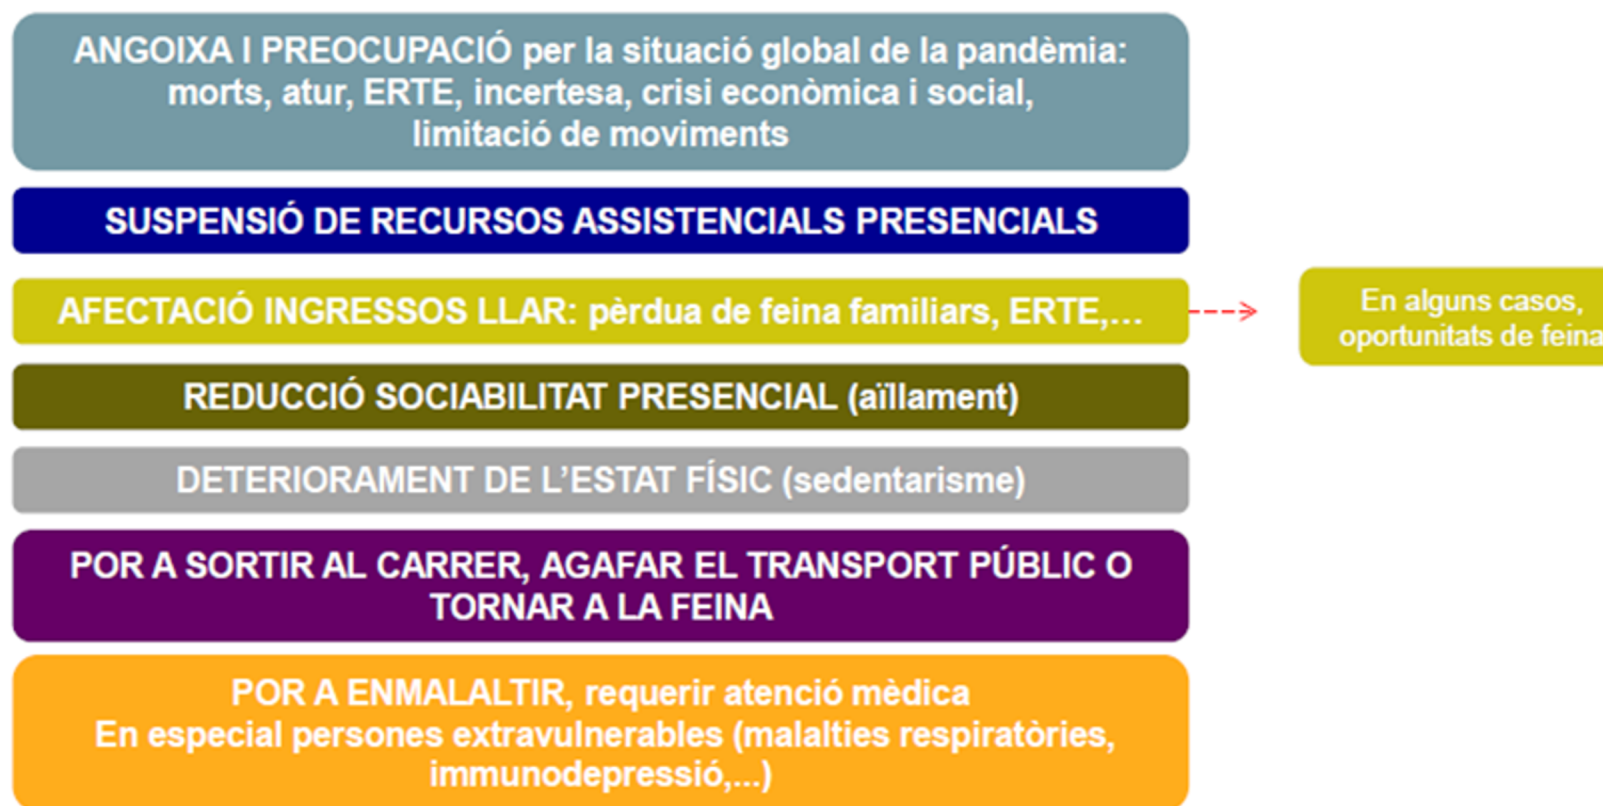 ANGOIXA I PREOCUPACIÓ per la situació global de la pandèmia:
morts, atur, ERTE, incertesa, crisi econòmica i social,
limitació de moviments
SUSPENSIÓ DE RECURSOS ASSISTENCIALS PRESENCIALS
AFECTACIÓ INGRESSOS LLAR: pèrdua de feina familiars, ERTE,...
En alguns casos,
oportunitats de feina
REDUCCIÓ SOCIABILITAT PRESENCIAL (aïllament)
DETERIORAMENT DE L’ESTAT FÍSIC (sedentarisme)
POR A SORTIR AL CARRER, AGAFAR EL TRANSPORT PÚBLIC O
TORNAR A LA FEINA
POR A ENMALALTIR, requerir atenció mèdica
En especial persones extravulnerables (malalties respiratòries,
immunodepressió,...)